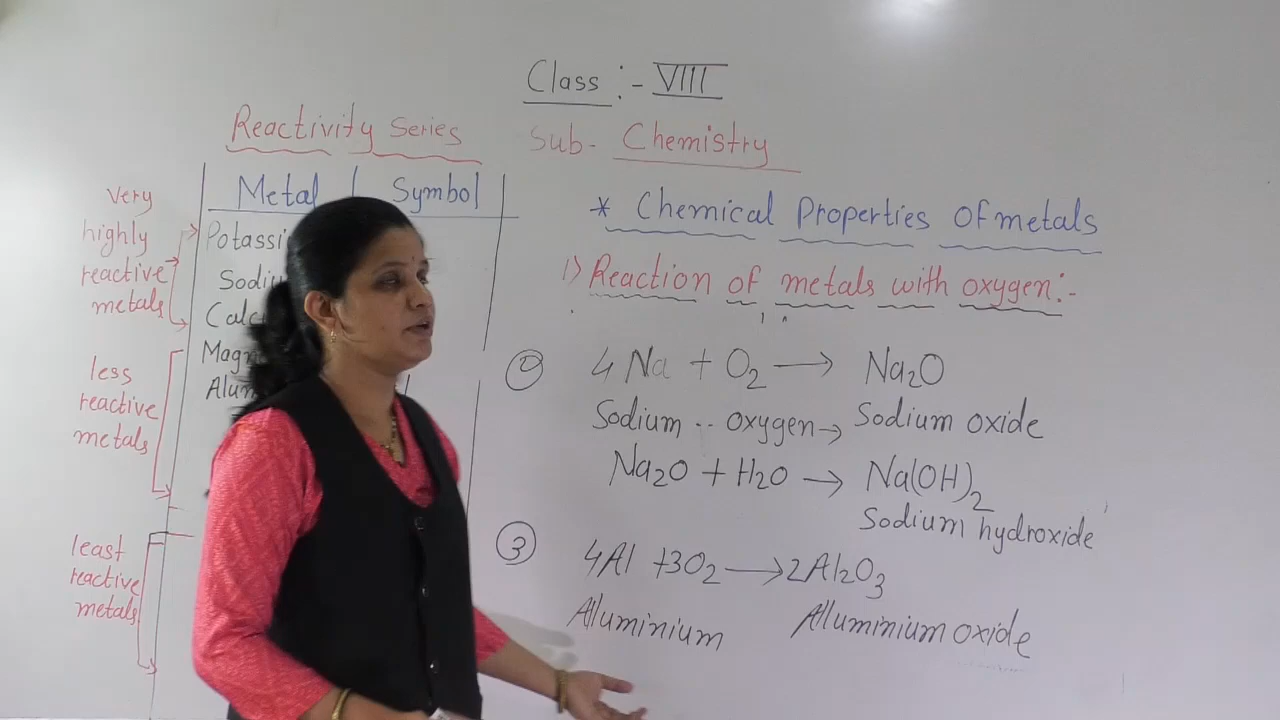 Class :- VIII
Sub- Chemistry
Reactivity Series
Metal Symbol
Very
highly
reactive
metals
less
reactive
metals
least
reactive
metals
* Chemical Properties Of metals
1) Reaction of metals with oxygen:-
4Na + O₂ → Na₂O
Sodium oxygen → Sodium oxide
Na₂O + H₂O → Na(OH)₂
Sodium hydroxide
③ 4Al +3O₂ → 2Al₂O₃
Alluminium Alluminium oxide